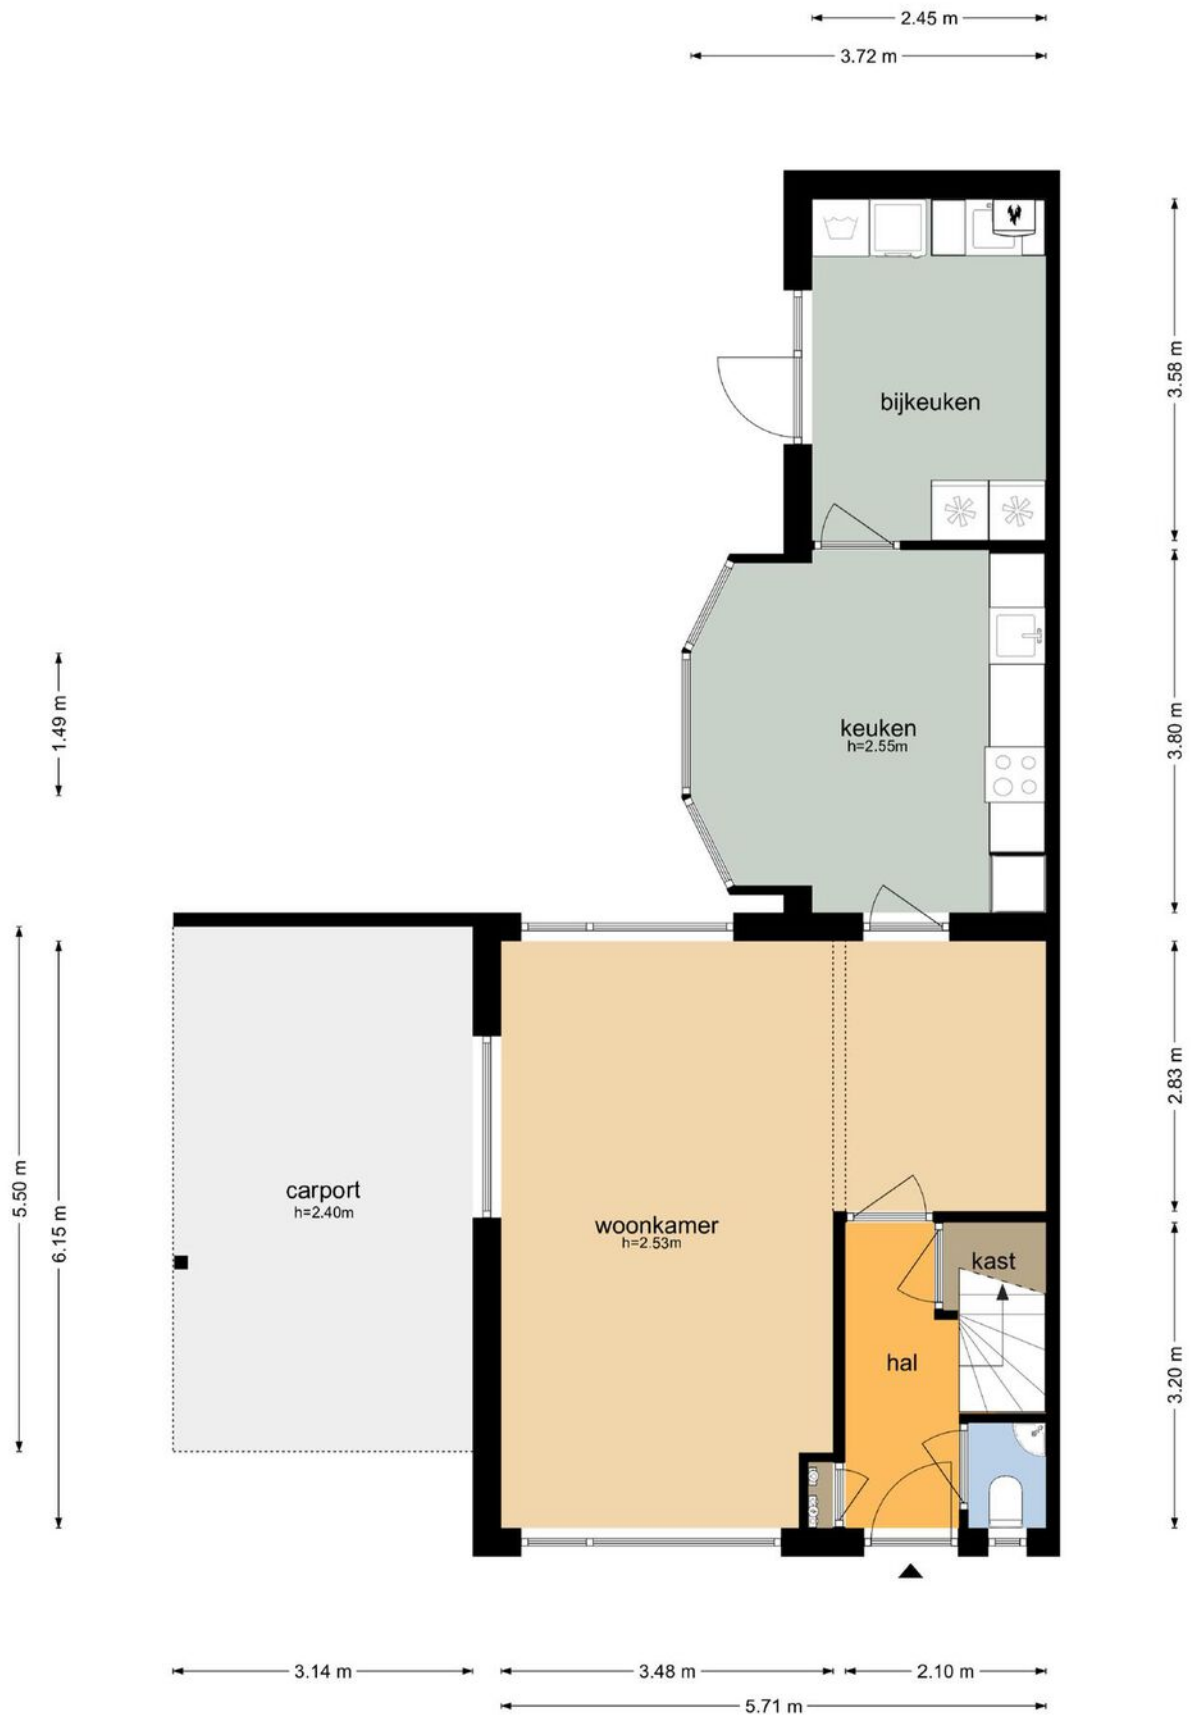 2.45 m
3.72 m
3.58 m
bijkeuken
1.49 m
keuken
h=2.55m
3.80 m
5.50 m
6.15 m
carport
h=2.40m
woonkamer
h=2.53m
2.83 m
kast
hal
3.20 m
3.14 m
3.48 m
2.10 m
5.71 m